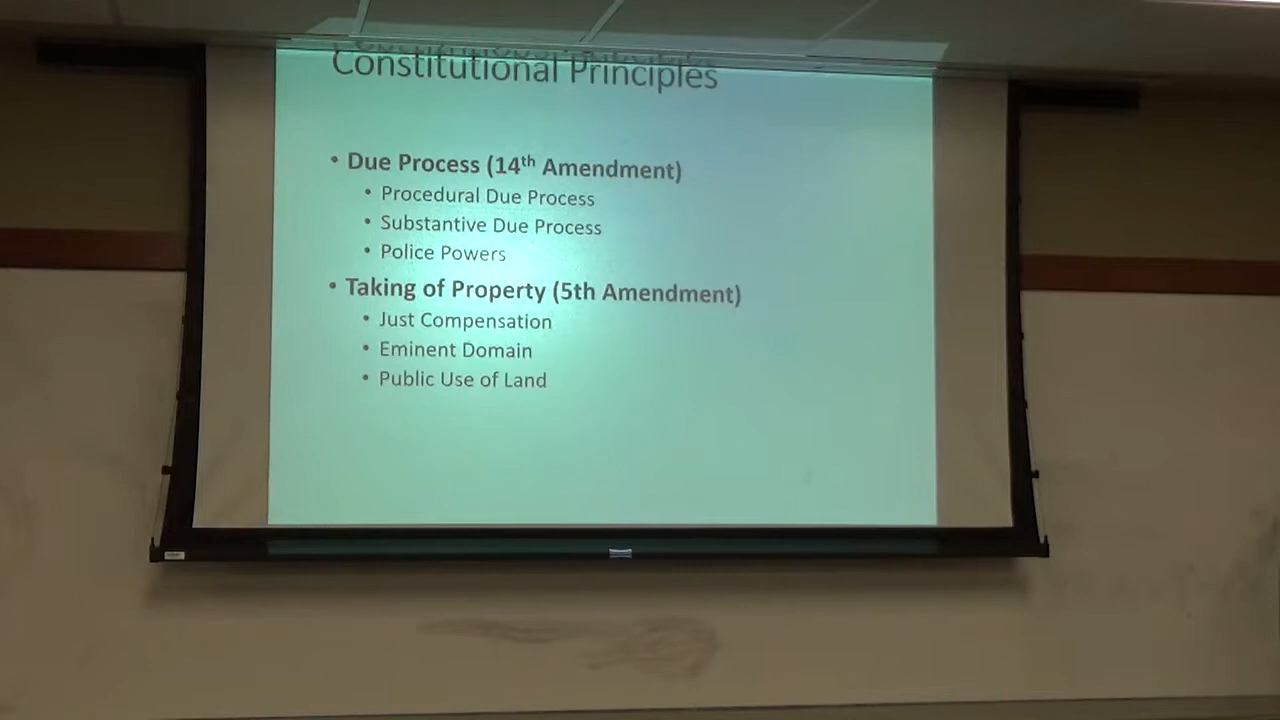 Constitutional Principles
• Due Process (14th Amendment)
• Procedural Due Process
• Substantive Due Process
• Police Powers
• Taking of Property (5th Amendment)
• Just Compensation
• Eminent Domain
• Public Use of Land